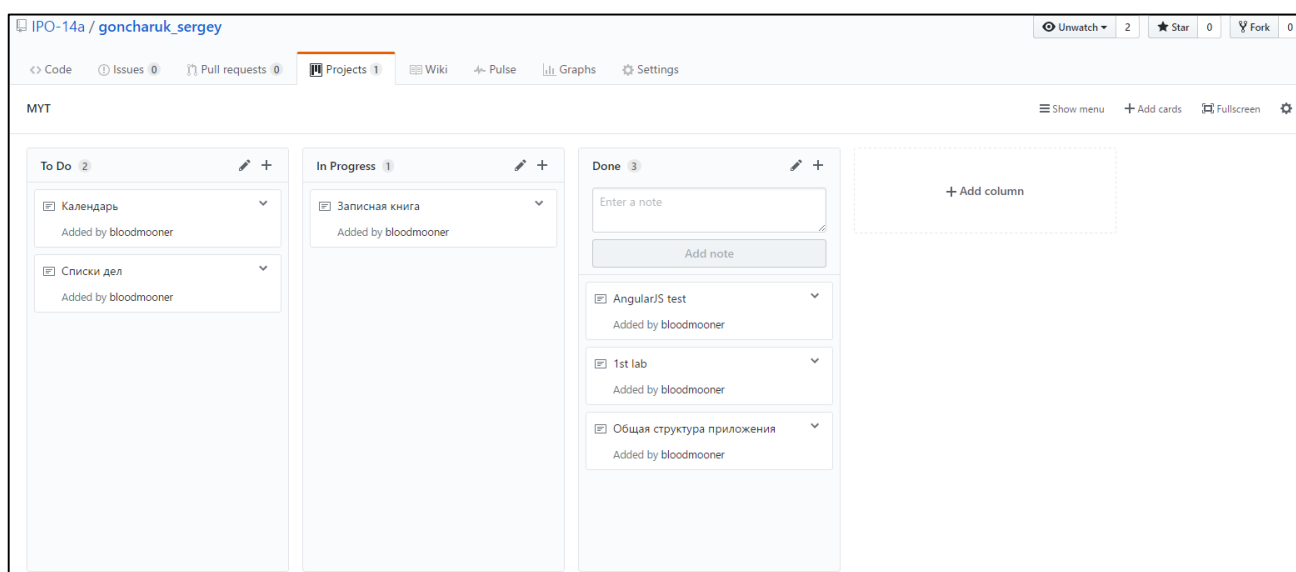 IPO-14a / goncharuk_sergey
Unwatch 2 Star 0 Fork 0
Code Issues 0 Pull requests 0 Projects 1 Wiki Pulse Graphs Settings
MYT
Show menu Add cards Fullscreen
To Do 2
Календарь
Added by bloodmooner
Списки дел
Added by bloodmooner
In Progress 1
Записная книга
Added by bloodmooner
Done 3
Enter a note
Add note
AngularJS test
Added by bloodmooner
1st lab
Added by bloodmooner
Общая структура приложения
Added by bloodmooner
Add column